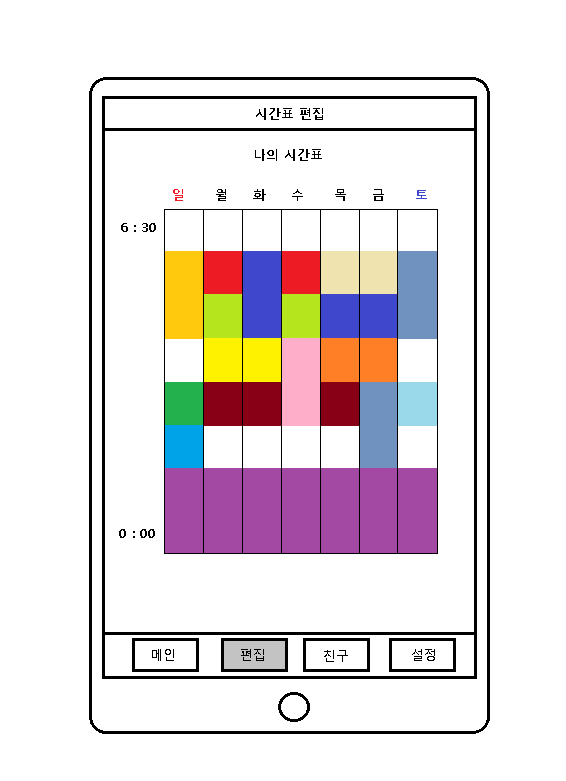 시간표 편집
나의 시간표
일 월 화 수 목 금 토
6 : 30
0 : 00
메인 편집 친구 설정